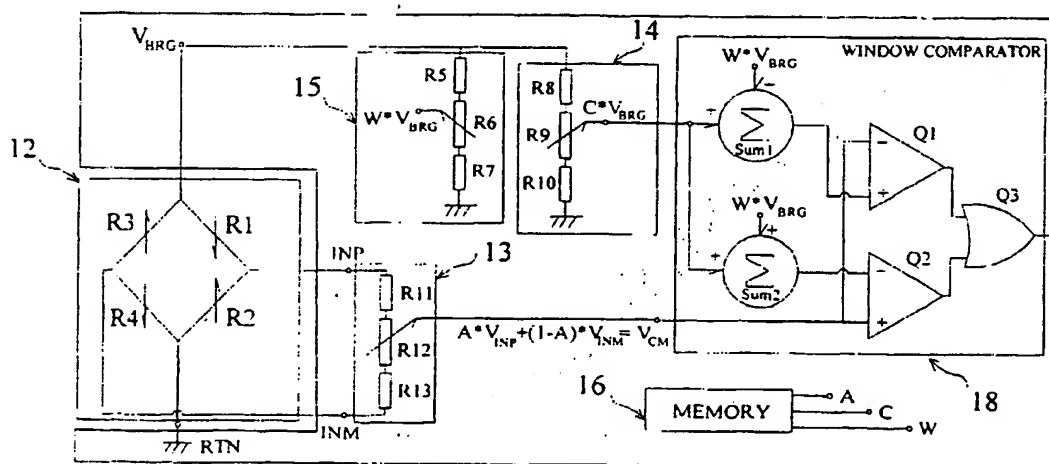 14
V_BRG
WINDOW COMPARATOR
W*V_BRG
-
15
R5
R8
W*V_BRG
R6
C*V_BRG
+
Σ
Sum1
Q1
-
+
12
R9
R7
R10
W*V_BRG
+
Q3
R3
R1
13
INP
+
Σ
Sum2
Q2
-
+
R4
R2
R11
R12
A*V_INP+(1-A)*V_INM= V_CM
R13
18
16
MEMORY
A
C
W
INM
RTN